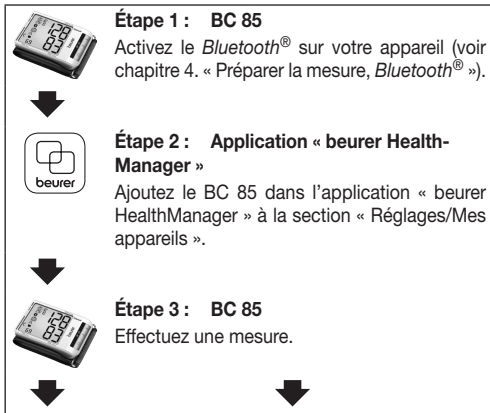 Étape 1 : BC 85
Activez le Bluetooth® sur votre appareil (voir
chapitre 4. « Préparer la mesure, Bluetooth® »).
Étape 2 : Application « beurer Health-
Manager »
beurer
Ajoutez le BC 85 dans l'application « beurer
HealthManager » à la section « Réglages/Mes
appareils ».
Étape 3 : BC 85
Effectuez une mesure.